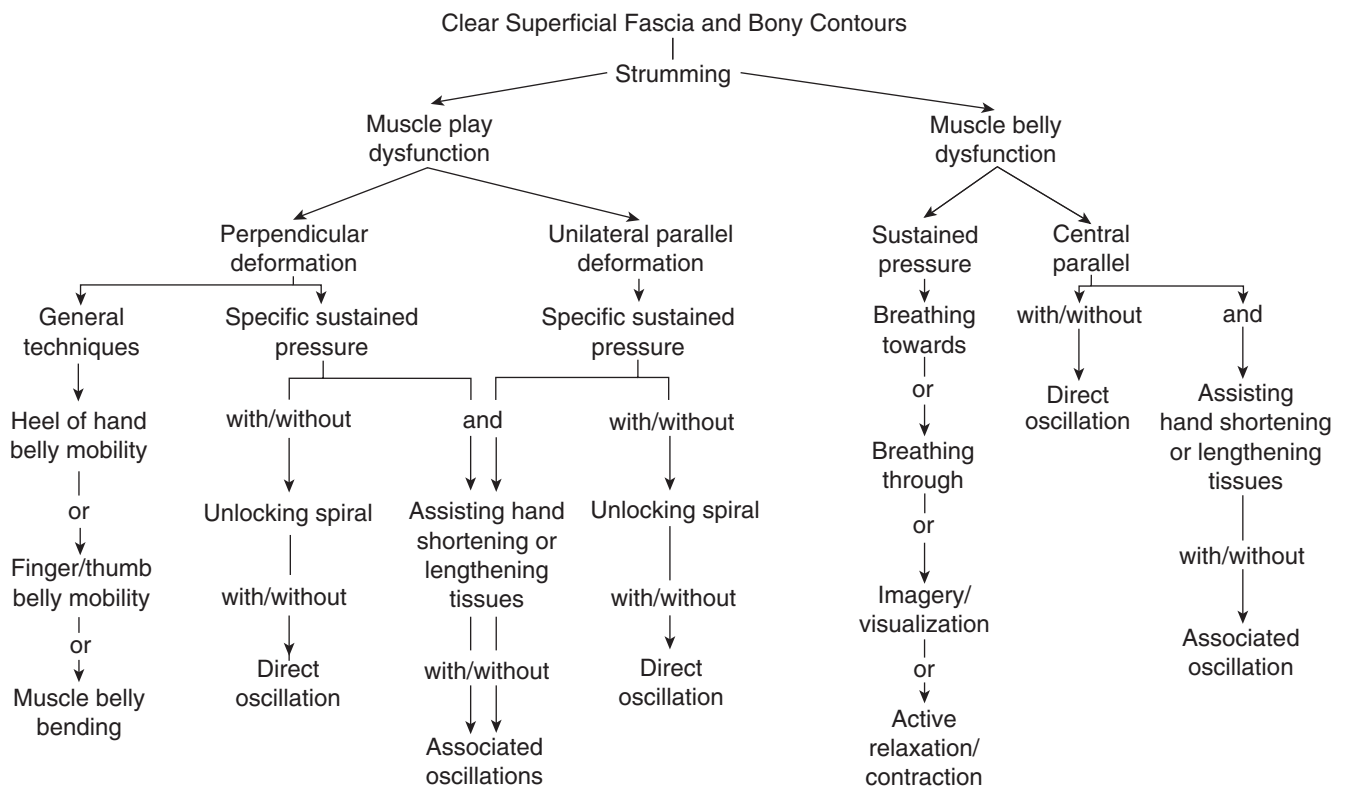 Clear Superficial Fascia and Bony Contours
Strumming
Muscle play
dysfunction
Muscle belly
dysfunction
Perpendicular
deformation
Unilateral parallel
deformation
Sustained
pressure
Central
parallel
General
techniques
Specific sustained
pressure
Specific sustained
pressure
Breathing
towards
with/without
and
or
Direct
oscillation
Assisting
hand shortening
or lengthening
tissues
Heel of hand
belly mobility
with/without
and
with/without
Breathing
through
or
Unlocking spiral
Assisting hand
shortening or
lengthening
tissues
Unlocking spiral
or
with/without
Finger/thumb
belly mobility
with/without
with/without
Imagery/
visualization
or
Associated
oscillation
Direct
oscillation
with/without
Direct
oscillation
or
Muscle belly
bending
Active
relaxation/
contraction
Associated
oscillations